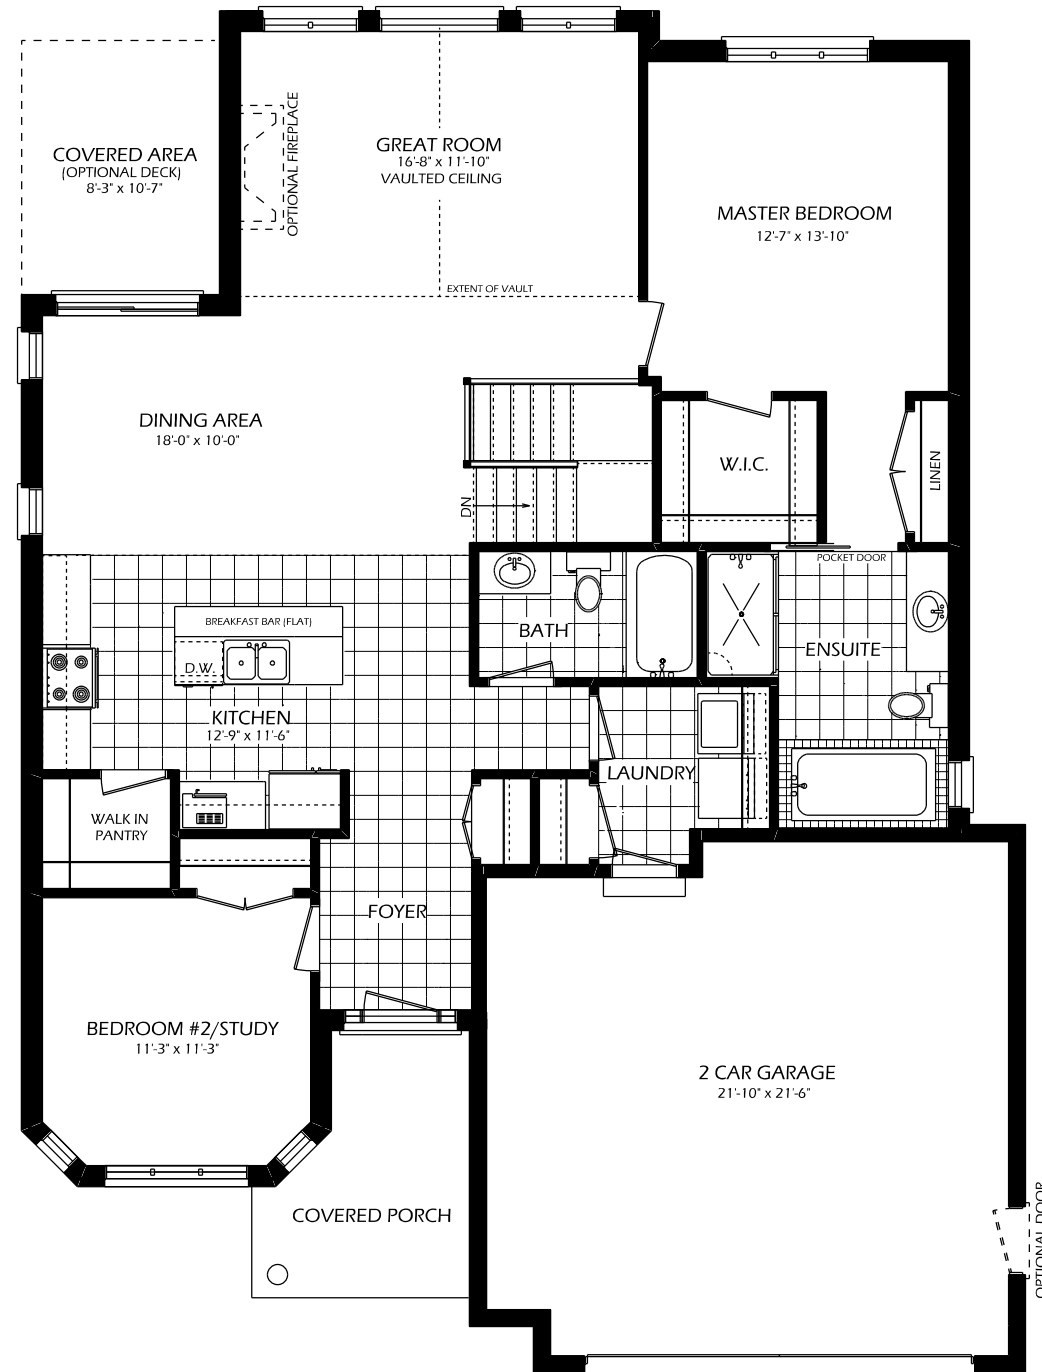 COVERED AREA
(OPTIONAL DECK)
8'-3" x 10'-7"
OPTIONAL FIREPLACE
GREAT ROOM
16'-8" x 11'-10"
VAULTED CEILING
EXTENT OF VAULT
MASTER BEDROOM
12'-7" x 13'-10"
DINING AREA
18'-0" x 10'-0"
DN
W.I.C.
LINEN
POCKET DOOR
BREAKFAST BAR (FLAT)
D.W.
BATH
ENSUITE
KITCHEN
12'-9" x 11'-6"
LAUNDRY
WALK IN
PANTRY
FOYER
BEDROOM #2/STUDY
11'-3" x 11'-3"
2 CAR GARAGE
21'-10" x 21'-6"
COVERED PORCH
OPTIONAL DOOR